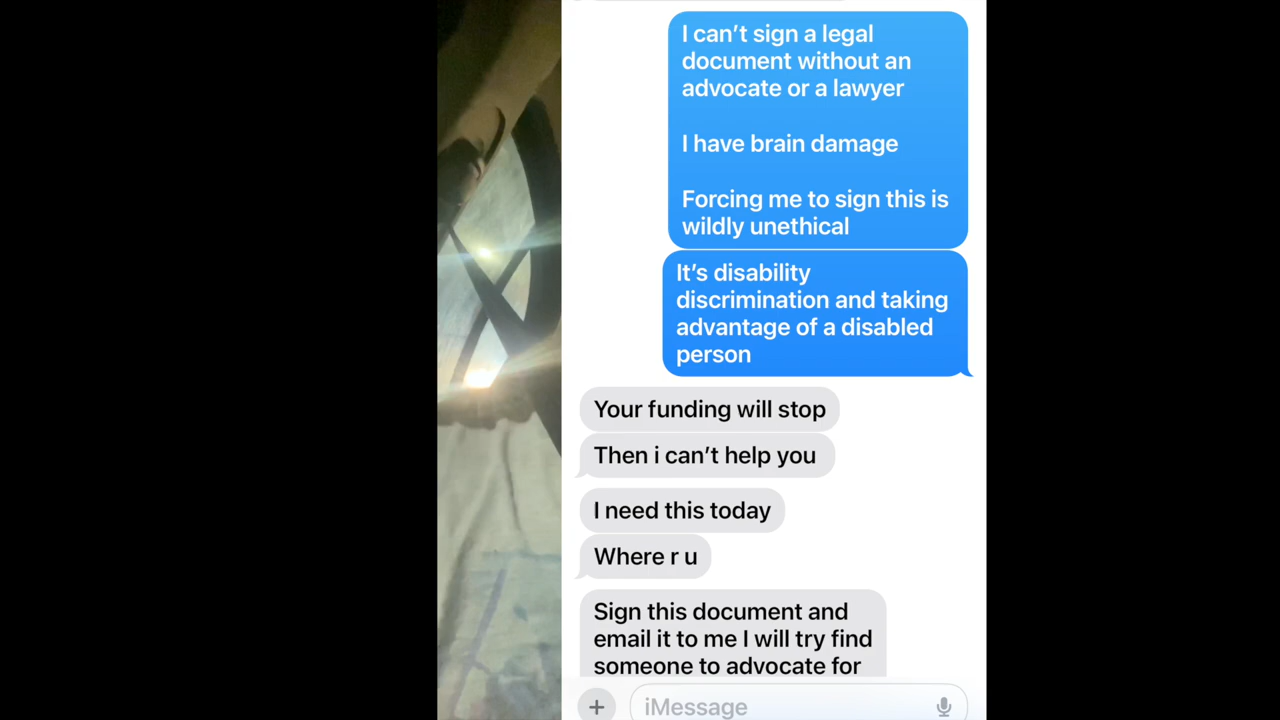 I can’t sign a legal
document without an
advocate or a lawyer
I have brain damage
Forcing me to sign this is
wildly unethical
It’s disability
discrimination and taking
advantage of a disabled
person
Your funding will stop
Then i can’t help you
I need this today
Where r u
Sign this document and
email it to me I will try find
someone to advocate for
iMessage